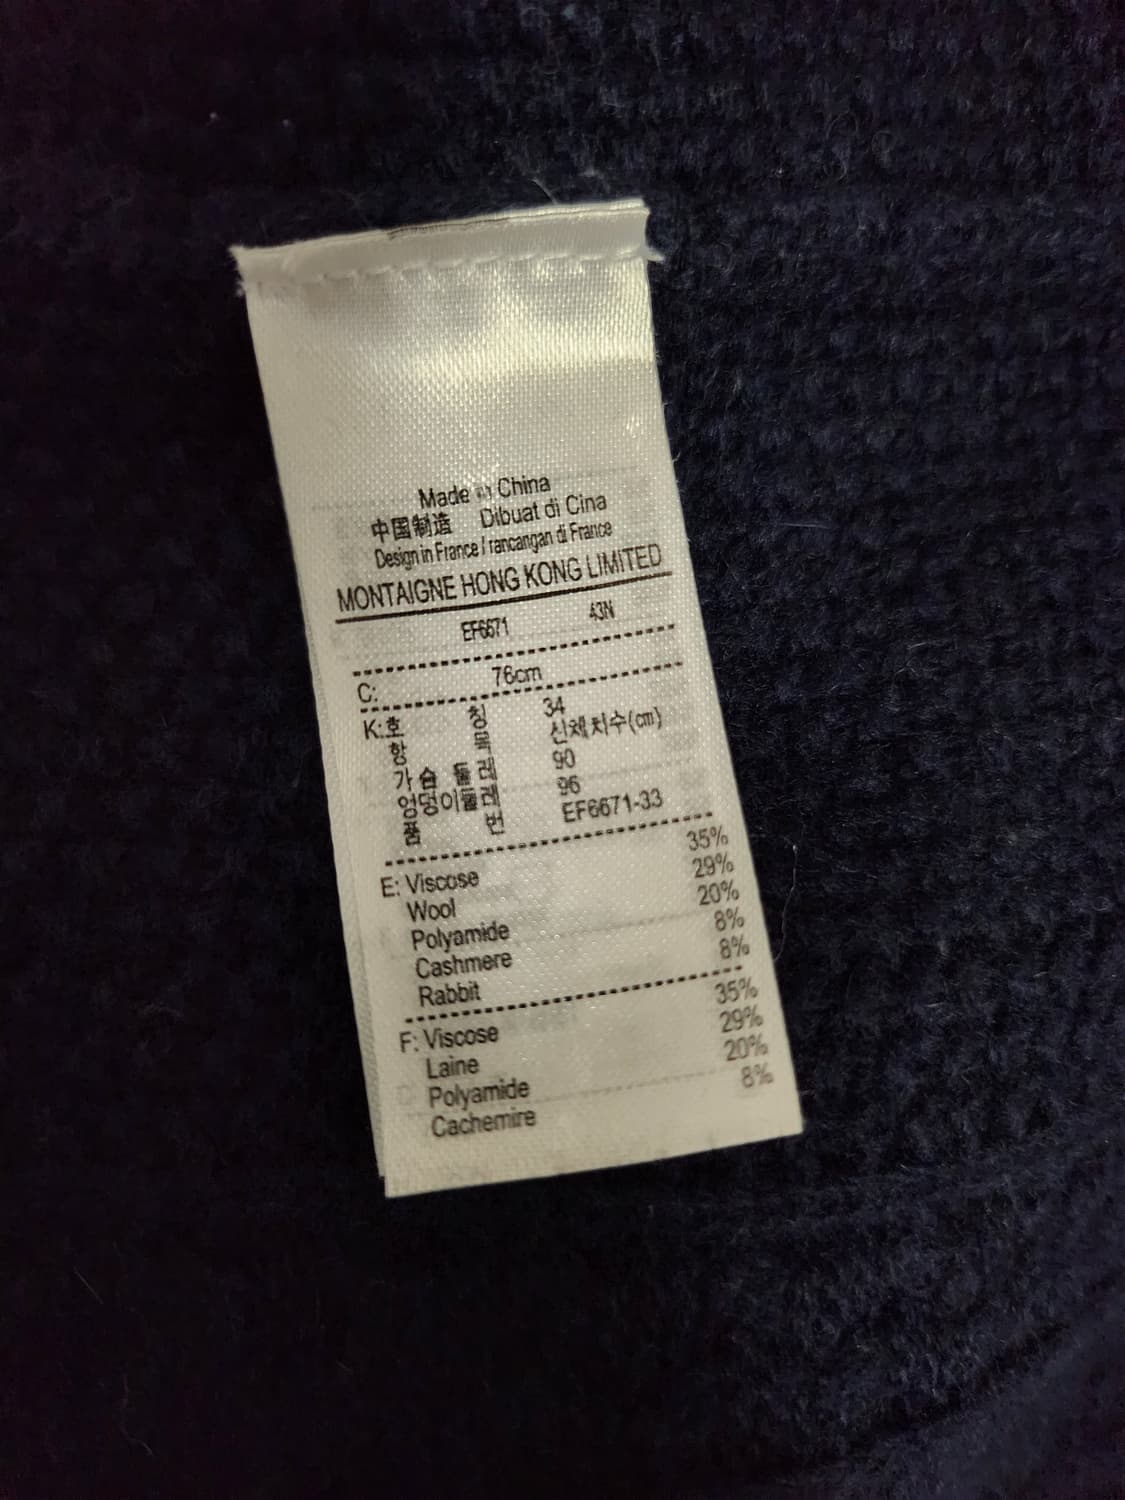 Made in China
中国制造 Dibuat di Cina
Design in France / rancangan di France
MONTAIGNE HONG KONG LIMITED
EF6671 43N
C: 76cm
K:호 칭 34
항 목 신체치수(cm)
가 슴 둘 레 90
엉덩이둘레 96
품 번 EF6671-33
E: Viscose 35%
Wool 29%
Polyamide 20%
Cashmere 8%
Rabbit 8%
F: Viscose 35%
Laine 29%
Polyamide 20%
Cachemire 8%